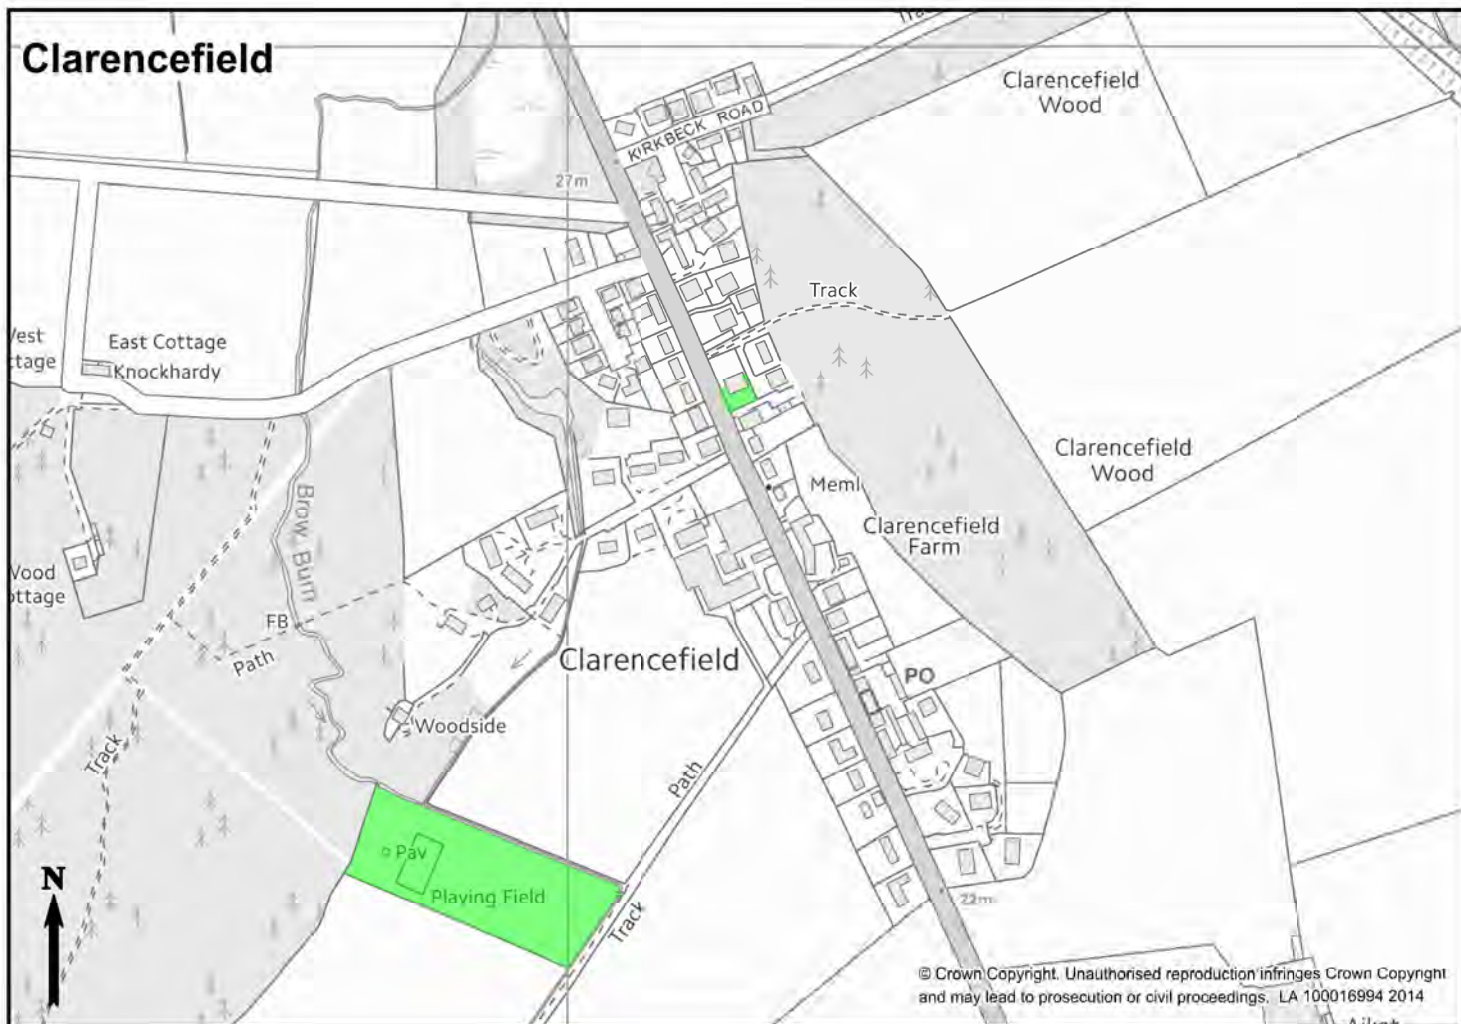 Clarencefield
Clarencefield
Wood
KIRKBECK ROAD
27m
Track
East Cottage
Knockhardy
Clarencefield
Wood
Brow Burn
Meml
Clarencefield
Farm
FB
Path
Clarencefield
PO
Woodside
Track
Path
Pav
Playing Field
N
Track
22m
© Crown Copyright. Unauthorised reproduction infringes Crown Copyright
and may lead to prosecution or civil proceedings. LA 100016994 2014